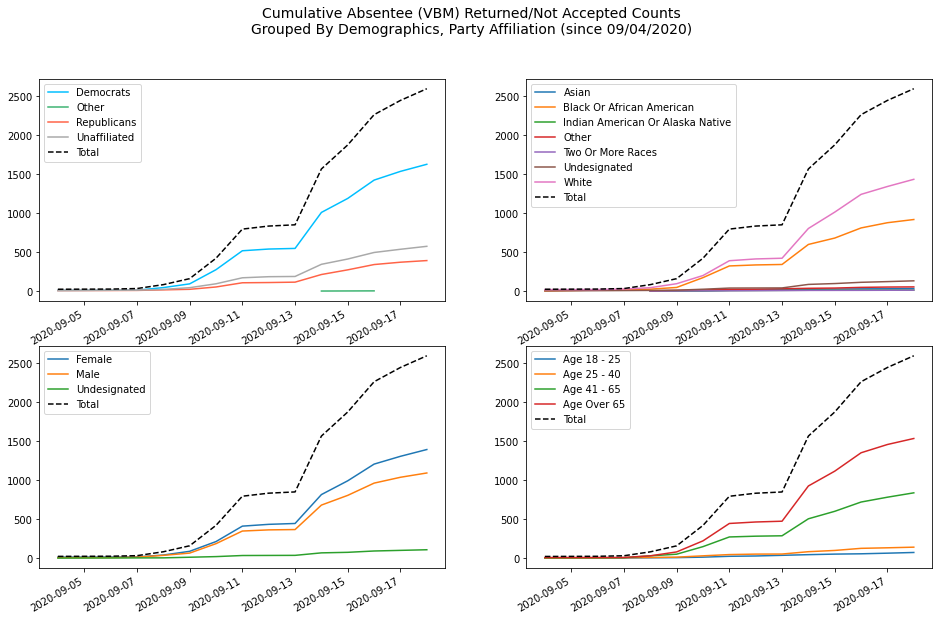 Cumulative Absentee (VBM) Returned/Not Accepted Counts
Grouped By Demographics, Party Affiliation (since 09/04/2020)
Democrats
Other
Republicans
Unaffiliated
Total
2500
2000
1500
1000
500
0
2020-09-05
2020-09-07
2020-09-09
2020-09-11
2020-09-13
2020-09-15
2020-09-17
Asian
Black Or African American
Indian American Or Alaska Native
Other
Two Or More Races
Undesignated
White
Total
2500
2000
1500
1000
500
0
2020-09-05
2020-09-07
2020-09-09
2020-09-11
2020-09-13
2020-09-15
2020-09-17
Female
Male
Undesignated
Total
2500
2000
1500
1000
500
0
2020-09-05
2020-09-07
2020-09-09
2020-09-11
2020-09-13
2020-09-15
2020-09-17
Age 18 - 25
Age 25 - 40
Age 41 - 65
Age Over 65
Total
2500
2000
1500
1000
500
0
2020-09-05
2020-09-07
2020-09-09
2020-09-11
2020-09-13
2020-09-15
2020-09-17